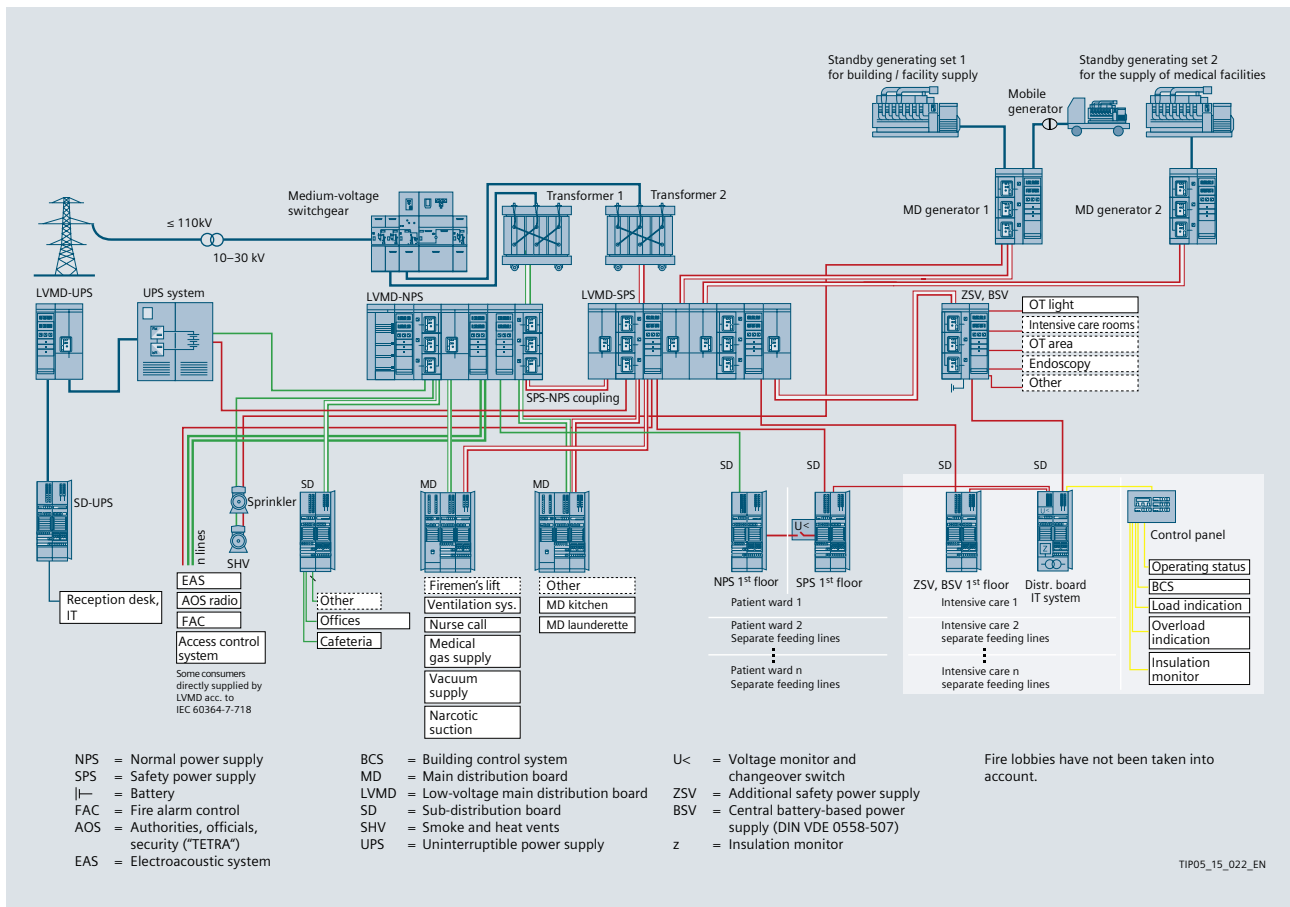 Standby generating set 1
for building / facility supply
Standby generating set 2
for the supply of medical facilities
Mobile
generator
Medium-voltage
switchgear
Transformer 1
Transformer 2
MD generator 1
MD generator 2
≤ 110kV
10–30 kV
LVMD-UPS
UPS system
LVMD-NPS
LVMD-SPS
ZSV, BSV
OT light
Intensive care rooms
OT area
Endoscopy
Other
SPS-NPS coupling
SD-UPS
Sprinkler
SHV
n lines
SD
MD
MD
SD
SD
SD
SD
U<
Z
NPS 1st floor
SPS 1st floor
ZSV, BSV 1st floor
Distr. board
IT system
Control panel
Operating status
BCS
Load indication
Overload
indication
Insulation
monitor
Reception desk,
IT
EAS
AOS radio
FAC
Access control
system
Some consumers
directly supplied by
LVMD acc. to
IEC 60364-7-718
Other
Offices
Cafeteria
Firemen's lift
Ventilation sys.
Nurse call
Medical
gas supply
Vacuum
supply
Narcotic
suction
Other
MD kitchen
MD launderette
Patient ward 1
Patient ward 2
Separate feeding lines
Patient ward n
Separate feeding lines
Intensive care 1
Intensive care 2
separate feeding lines
Intensive care n
separate feeding lines
NPS = Normal power supply
SPS = Safety power supply
= Battery
FAC = Fire alarm control
AOS = Authorities, officials,
security ("TETRA")
EAS = Electroacoustic system
BCS = Building control system
MD = Main distribution board
LVMD = Low-voltage main distribution board
SD = Sub-distribution board
SHV = Smoke and heat vents
UPS = Uninterruptible power supply
U< = Voltage monitor and
changeover switch
ZSV = Additional safety power supply
BSV = Central battery-based power
supply (DIN VDE 0558-507)
z = Insulation monitor
Fire lobbies have not been taken into
account.
TIP05_15_022_EN